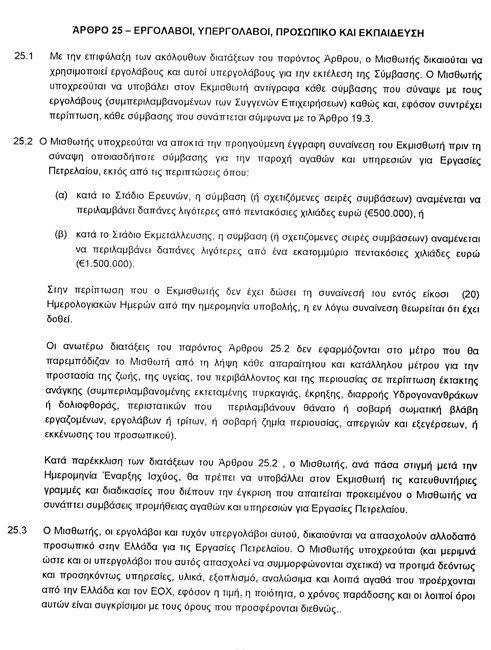 ΆΡΘΡΟ 25 – ΕΡΓΟΛΑΒΟΙ, ΥΠΕΡΓΟΛΑΒΟΙ, ΠΡΟΣΩΠΙΚΟ ΚΑΙ ΕΚΠΑΙΔΕΥΣΗ
25.1 Με την επιφύλαξη των ακόλουθων διατάξεων του παρόντος Άρθρου, ο Μισθωτής δικαιούται να
χρησιμοποιεί εργολάβους και αυτοί υπεργολάβους για την εκτέλεση της Σύμβασης. Ο Μισθωτής
υποχρεούται να υποβάλει στον Εκμισθωτή αντίγραφα κάθε σύμβασης που σύναψε με τους
εργολάβους (συμπεριλαμβανομένων των Συγγενών Επιχειρήσεων) καθώς και, εφόσον συντρέχει
περίπτωση, κάθε σύμβασης που συνάπτεται σύμφωνα με το Άρθρο 19.3.
25.2 Ο Μισθωτής υποχρεούται να αποκτά την προηγούμενη έγγραφη συναίνεση του Εκμισθωτή πριν τη
σύναψη οποιασδήποτε σύμβασης για την παροχή αγαθών και υπηρεσιών για Εργασίες
Πετρελαίου, εκτός από τις περιπτώσεις όπου:
(α) κατά το Στάδιο Ερευνών, η σύμβαση (ή σχετιζόμενες σειρές συμβάσεων) αναμένεται να
περιλαμβάνει δαπάνες λιγότερες από πεντακόσιες χιλιάδες ευρώ (€500.000), ή
(β) κατά το Στάδιο Εκμετάλλευσης, η σύμβαση (ή σχετιζόμενες σειρές συμβάσεων) αναμένεται
να περιλαμβάνει δαπάνες λιγότερες από ένα εκατομμύριο πεντακόσιες χιλιάδες ευρώ
(€1.500.000).
Στην περίπτωση που ο Εκμισθωτής δεν έχει δώσει τη συναίνεσή του εντός είκοσι (20)
Ημερολογιακών Ημερών από την ημερομηνία υποβολής, η εν λόγω συναίνεση θεωρείται ότι έχει
δοθεί.
Οι ανωτέρω διατάξεις του παρόντος Άρθρου 25.2 δεν εφαρμόζονται στο μέτρο που θα
παρεμπόδιζαν το Μισθωτή από τη λήψη κάθε απαραίτητου και κατάλληλου μέτρου για την
προστασία της ζωής, της υγείας, του περιβάλλοντος και της περιουσίας σε περίπτωση έκτακτης
ανάγκης (συμπεριλαμβανομένης εκτεταμένης πυρκαγιάς, έκρηξης, διαρροής Υδρογονανθράκων
ή δολιοφθοράς, περιστατικών που περιλαμβάνουν θάνατο ή σοβαρή σωματική βλάβη
εργαζομένων, εργολάβων ή τρίτων, ή σοβαρή ζημία περιουσίας, απεργιών και εξεγέρσεων, ή
εκκένωσης του προσωπικού).
Κατά παρέκκλιση των διατάξεων του Άρθρου 25.2 , ο Μισθωτής, ανά πάσα στιγμή μετά την
Ημερομηνία Έναρξης Ισχύος, θα πρέπει να υποβάλλει στον Εκμισθωτή τις κατευθυντήριες
γραμμές και διαδικασίες που διέπουν την έγκριση που απαιτείται προκειμένου ο Μισθωτής να
συνάπτει συμβάσεις προμήθειας αγαθών και υπηρεσιών για Εργασίες Πετρελαίου.
25.3 Ο Μισθωτής, οι εργολάβοι και τυχόν υπεργολάβοι αυτού, δικαιούνται να απασχολούν αλλοδαπό
προσωπικό στην Ελλάδα για τις Εργασίες Πετρελαίου. Ο Μισθωτής υποχρεούται (και μεριμνά
ώστε και οι υπεργολάβοι που αυτός απασχολεί να συμμορφώνονται σχετικά) να προτιμά δεόντως
και προσηκόντως υπηρεσίες, υλικά, εξοπλισμό, αναλώσιμα και λοιπά αγαθά που προέρχονται
από την Ελλάδα και τον ΕΟΧ, εφόσον η τιμή, η ποιότητα, ο χρόνος παράδοσης και οι λοιποί όροι
αυτών είναι συγκρίσιμοι με τους όρους που προσφέρονται διεθνώς..